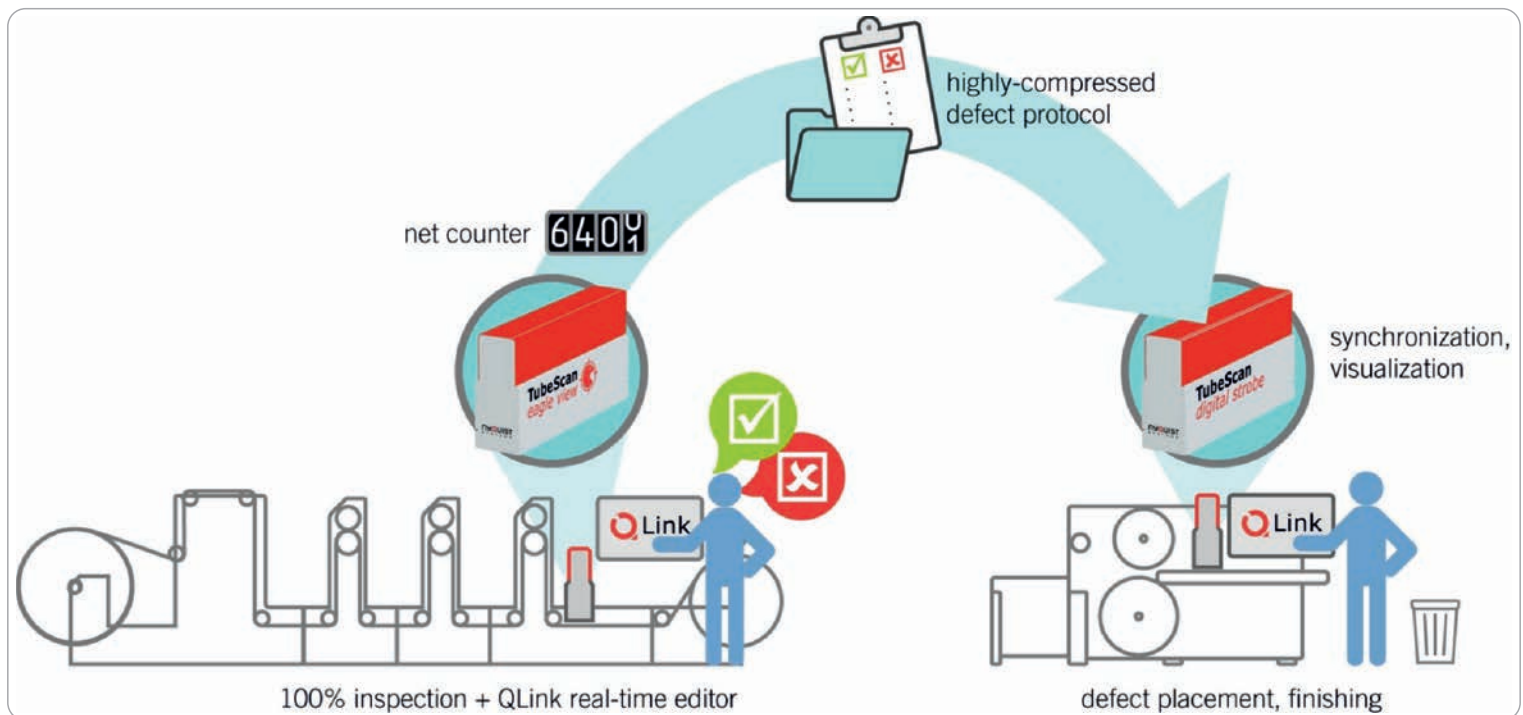 highly-compressed
defect protocol
net counter 6401
synchronization,
visualization
TubeScan
eagle view
TubeScan
digital strobe
QLink
QLink
100% inspection + QLink real-time editor
defect placement, finishing